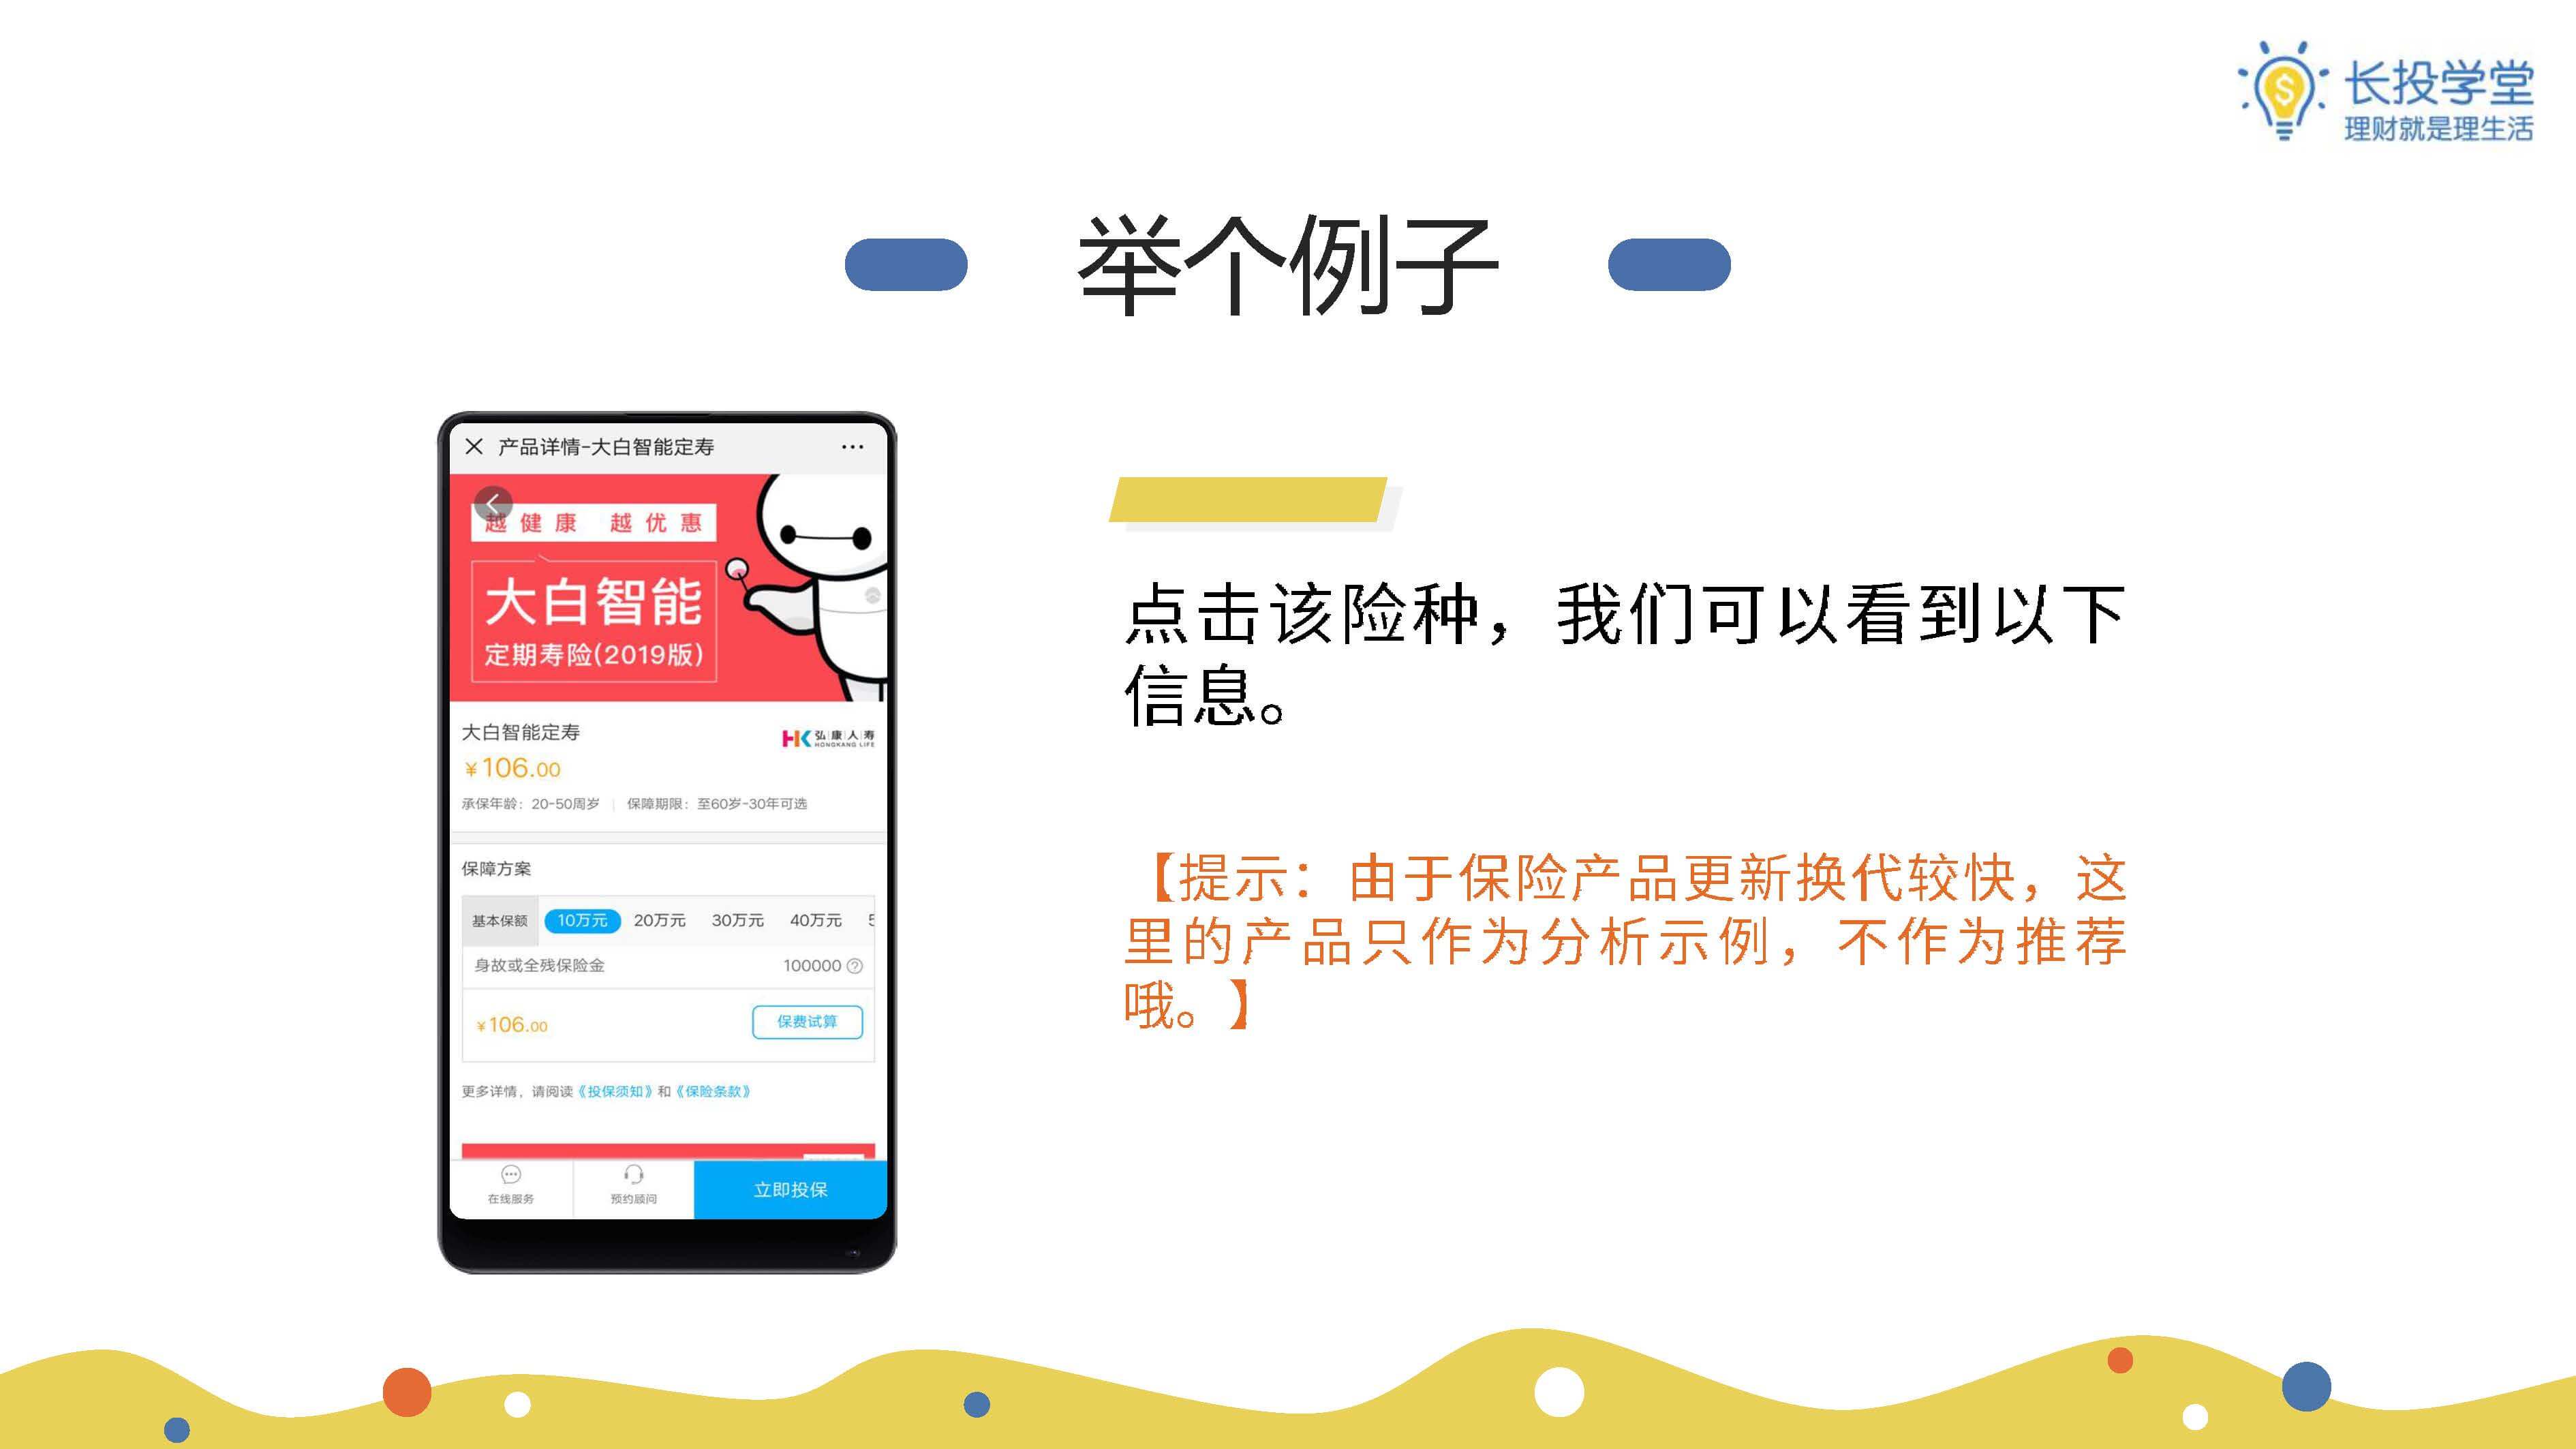 长投学堂
理财就是理生活
举个例子
产品详情-大白智能定寿
越健康 越优惠
大白智能
定期寿险(2019版)
大白智能定寿
HK 弘康人寿
HONGKANG LIFE
¥106.00
承保年龄：20-50周岁 | 保障期限：至60岁-30年可选
保障方案
基本保额 10万元 20万元 30万元 40万元 5
身故或全残保险金 100000
¥106.00 保费试算
更多详情，请阅读《投保须知》和《保险条款》
在线服务 预约顾问 立即投保
点击该险种，我们可以看到以下
信息。
【提示：由于保险产品更新换代较快，这
里的产品只作为分析示例，不作为推荐
哦。】